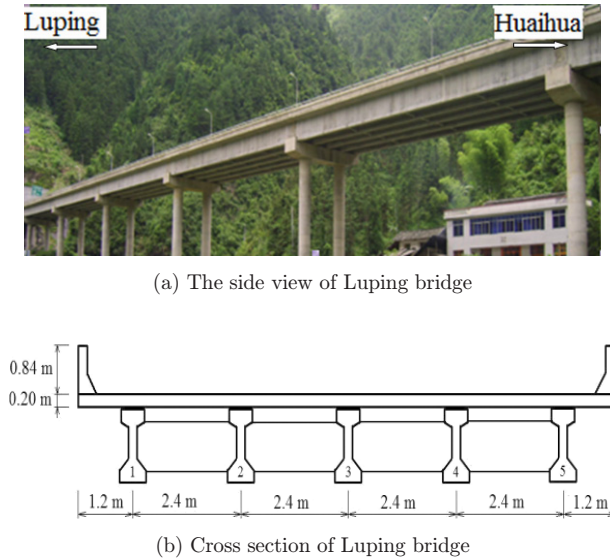 Luping
Huaihua
(a) The side view of Luping bridge
0.84 m
0.20 m
1 2 3 4 5
1.2 m 2.4 m 2.4 m 2.4 m 2.4 m 1.2 m
(b) Cross section of Luping bridge